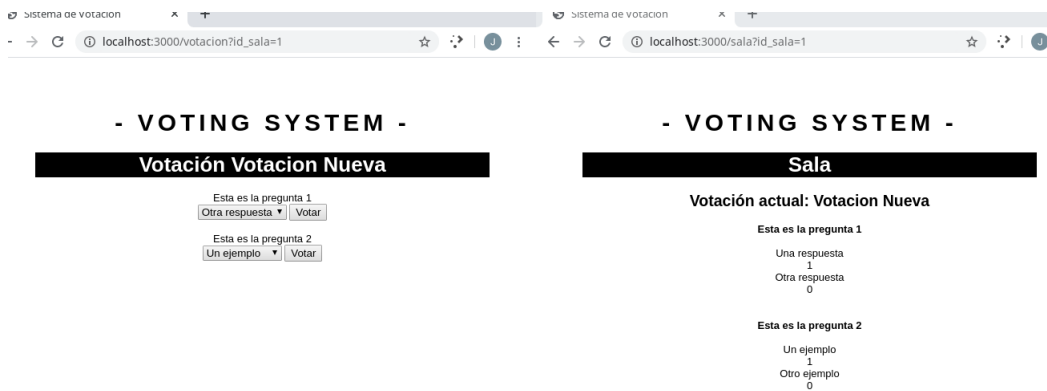 Sistema de Votación
localhost:3000/votacion?id_sala=1
J
- VOTING SYSTEM -
Votación Votacion Nueva
Esta es la pregunta 1
Otra respuesta Votar
Esta es la pregunta 2
Un ejemplo Votar
Sistema de Votación
localhost:3000/sala?id_sala=1
J
- VOTING SYSTEM -
Sala
Votación actual: Votacion Nueva
Esta es la pregunta 1
Una respuesta
1
Otra respuesta
0
Esta es la pregunta 2
Un ejemplo
1
Otro ejemplo
0